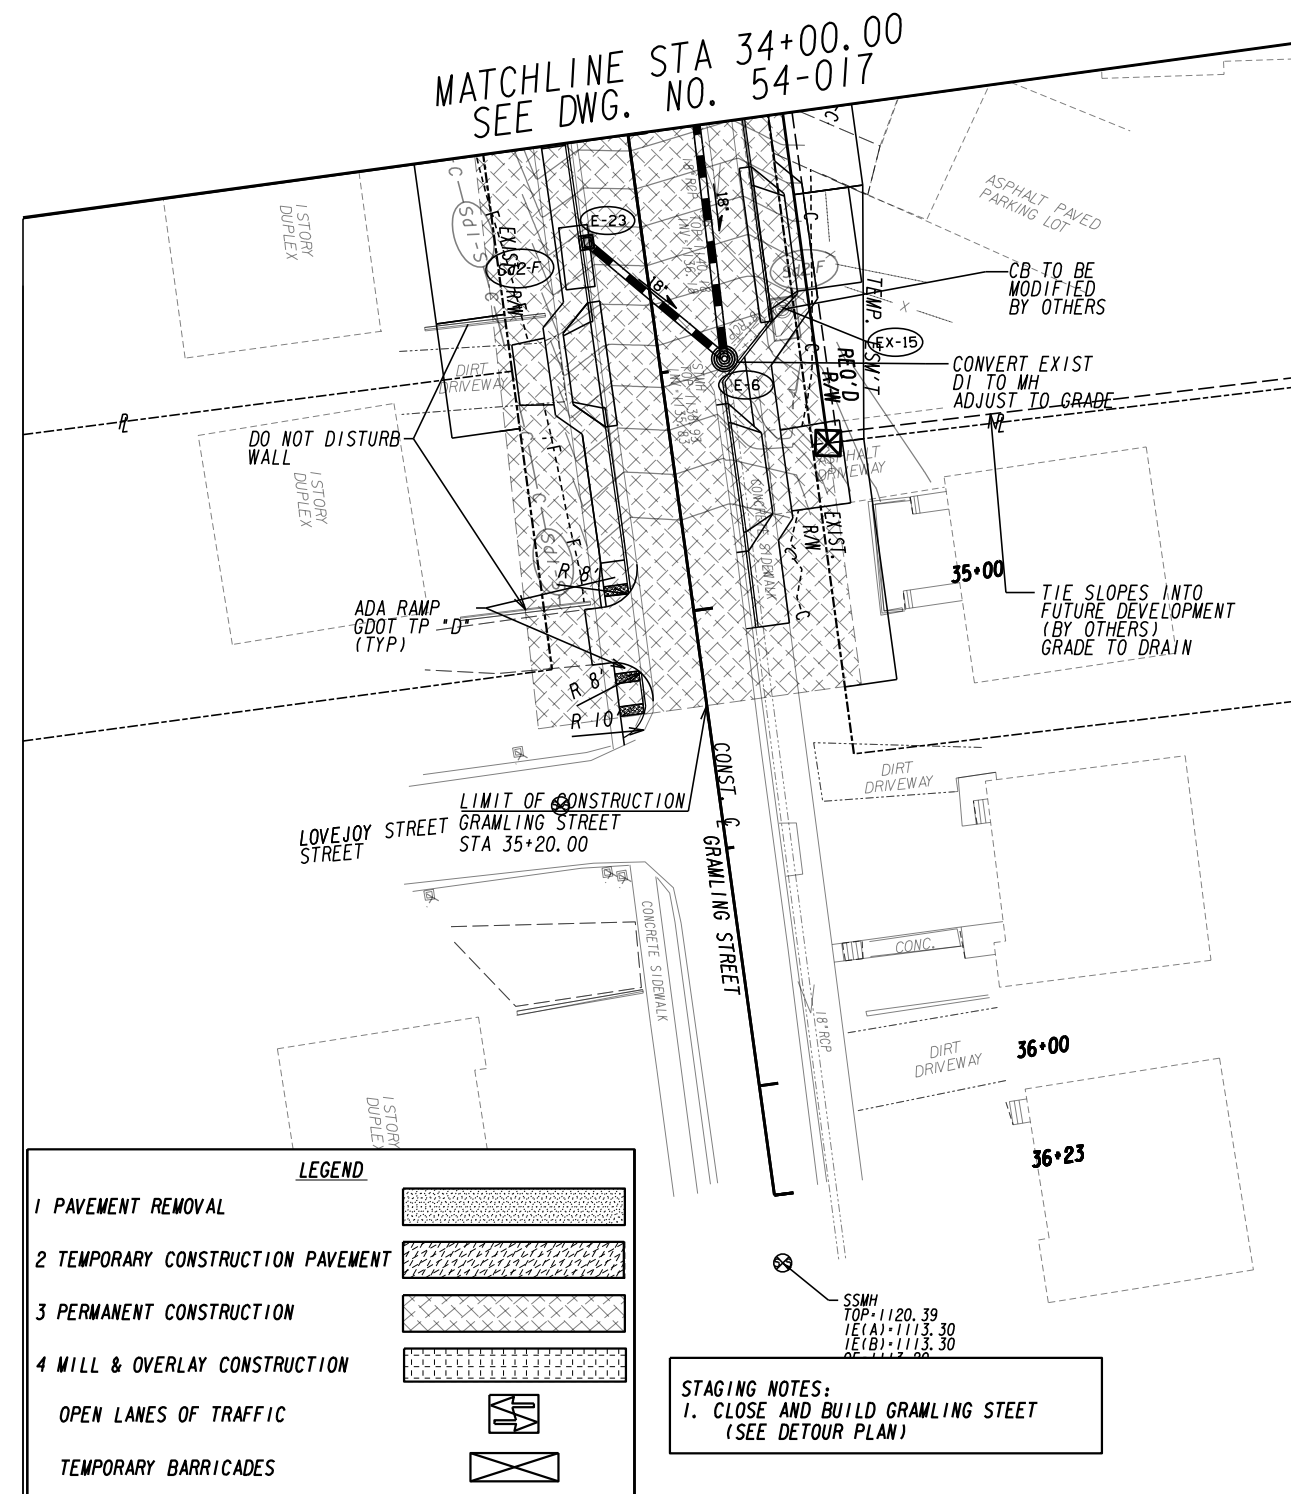 MATCHLINE STA 34+00.00
SEE DWG. NO. 54-017
1 STORY
DUPLEX
C
Sd1-S
C
F
EXIST. R/W
E-23
Sd2-F
18"
18"
Sd2-F
C
C
C
X
ASPHALT PAVED
PARKING LOT
CB TO BE
MODIFIED
BY OTHERS
EX-15
TEMP. ESM'T
REQ'D
R/W
CONVERT EXIST
DI TO MH
ADJUST TO GRADE
E-6
DIRT
DRIVEWAY
DO NOT DISTURB
WALL
1 STORY
DUPLEX
F
F
C
ASPHALT
DRIVEWAY
CONCRETE SIDEWALK
EXIST.
R/W
C
C
35+00
R 8'
ADA RAMP
GDOT TP "D"
(TYP)
TIE SLOPES INTO
FUTURE DEVELOPMENT
(BY OTHERS)
GRADE TO DRAIN
R 8'
R 10'
LIMIT OF CONSTRUCTION
GRAMLING STREET
STA 35+20.00
LOVEJOY STREET
STREET
CONST. ℄ GRAMLING STREET
DIRT
DRIVEWAY
CONCRETE SIDEWALK
CONC.
18"RCP
DIRT
DRIVEWAY
36+00
36+23
1 STORY
DUPLEX
LEGEND
1 PAVEMENT REMOVAL
2 TEMPORARY CONSTRUCTION PAVEMENT
3 PERMANENT CONSTRUCTION
4 MILL & OVERLAY CONSTRUCTION
OPEN LANES OF TRAFFIC
TEMPORARY BARRICADES
SSMH
TOP=1120.39
IE(A)=1113.30
IE(B)=1113.30
STAGING NOTES:
1. CLOSE AND BUILD GRAMLING STEET
(SEE DETOUR PLAN)